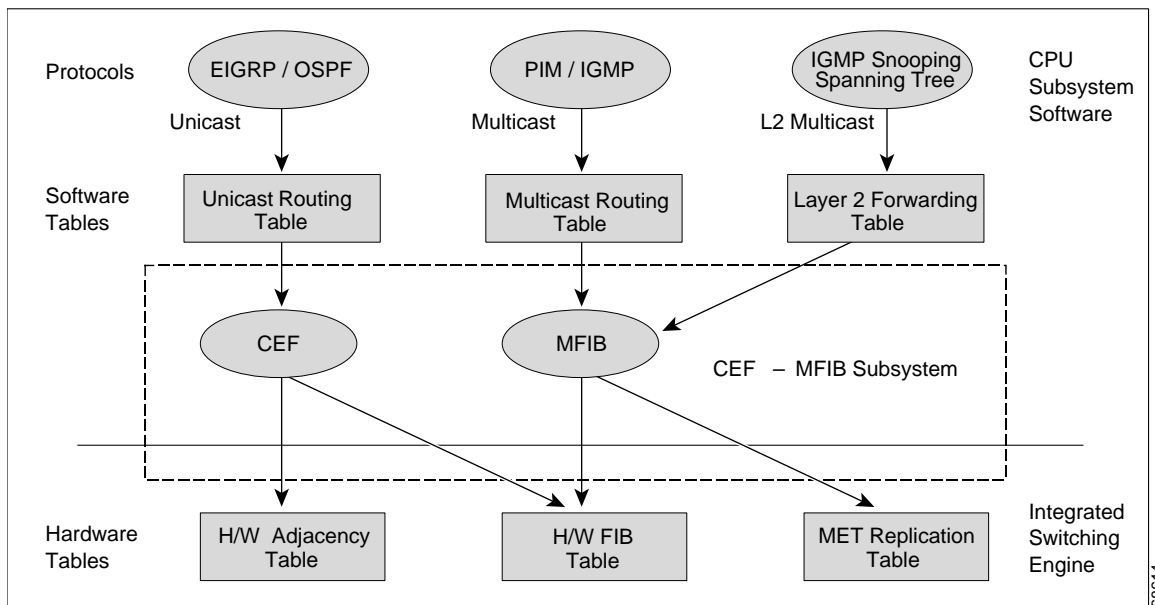 Protocols
EIGRP / OSPF
PIM / IGMP
IGMP Snooping
Spanning Tree
CPU
Subsystem
Software
Unicast
Multicast
L2 Multicast
Software
Tables
Unicast Routing
Table
Multicast Routing
Table
Layer 2 Forwarding
Table
CEF
MFIB
CEF – MFIB Subsystem
Hardware
Tables
H/W Adjacency
Table
H/W FIB
Table
MET Replication
Table
Integrated
Switching
Engine